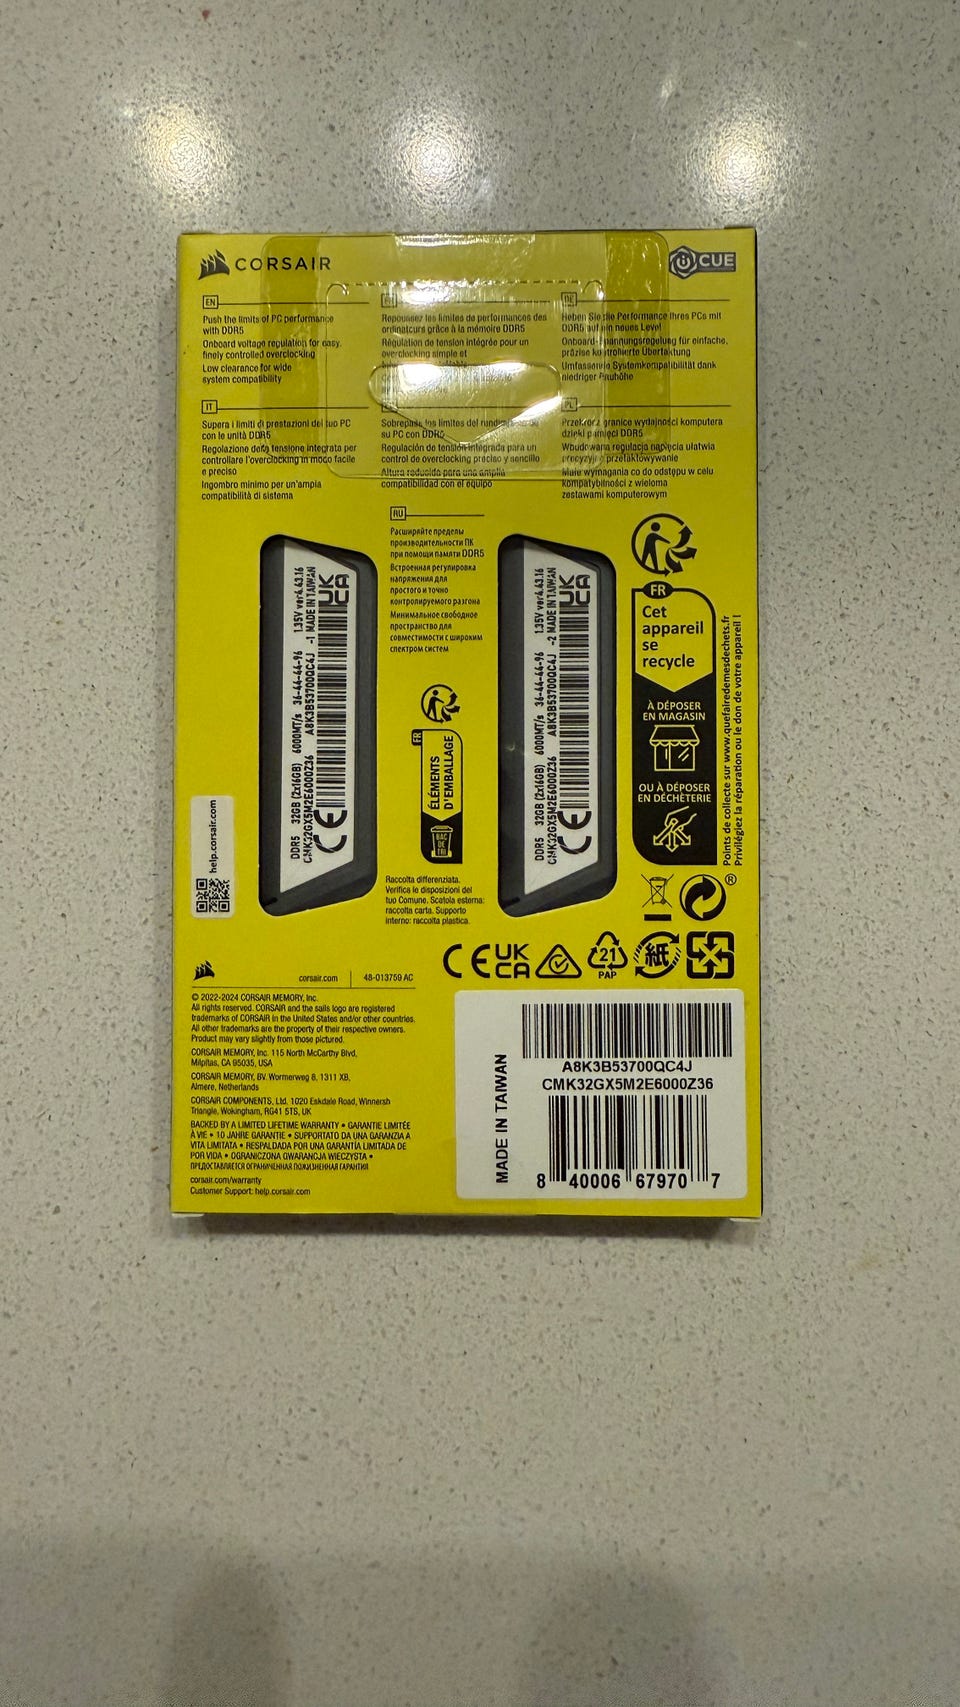 CORSAIR
iCUE
EN
Push the limits of PC performance
with DDR5
Onboard voltage regulation for easy,
finely controlled overclocking
Low clearance for wide
system compatibility
Repoussez les limites de performances des
ordinateurs grâce à la mémoire DDR5
Régulation de tension intégrée pour un
overclocking simple et
DE
Heben Sie die Performance Ihres PCs mit
DDR5 auf ein neues Level
Onboard-Spannungsregelung für einfache,
präzise kontrollierte Übertaktung
Umfassende Systemkompatibilität dank
niedriger Bauhöhe
IT
Supera i limiti di prestazioni del tuo PC
con le unità DDR5
Regolazione della tensione integrata per
controllare l'overclocking in modo facile
e preciso
Ingombro minimo per un'ampia
compatibilità di sistema
Sobrepasa los límites del rendimiento de
su PC con DDR5
Regulación de tensión integrada para un
control de overclocking preciso y sencillo
Altura reducida para una amplia
compatibilidad con el equipo
PL
Przekrocz granice wydajności komputera
dzięki pamięci DDR5
Wbudowana regulacja napięcia ułatwia
precyzyjne przetaktowywanie
Małe wymagania co do odstępu w celu
kompatybilności z wieloma
zestawami komputerowym
RU
Расширяйте пределы
производительности ПК
при помощи памяти DDR5
Встроенная регулировка
напряжения для
простого и точно
контролируемого разгона
Минимальное свободное
пространство для
совместимости с широким
спектром систем
DDR5 32GB (2x16GB) 6000MT/s 36-44-44-96 1.35V ver4.43.16
CMK32GX5M2E6000Z36 A8K3B53700QC4J -1 MADE IN TAIWAN
CE
UK
CA
DDR5 32GB (2x16GB) 6000MT/s 36-44-44-96 1.35V ver4.43.16
CMK32GX5M2E6000Z36 A8K3B53700QC4J -2 MADE IN TAIWAN
CE
UK
CA
FR
ÉLÉMENTS
D'EMBALLAGE
BAC
DE
TRI
FR
Cet
appareil
se
recycle
À DÉPOSER
EN MAGASIN
OU À DÉPOSER
EN DÉCHÈTERIE
Points de collecte sur www.quefairedemesdechets.fr
Privilégiez la réparation ou le don de votre appareil !
help.corsair.com
Raccolta differenziata.
Verifica le disposizioni del
tuo Comune. Scatola esterna:
raccolta carta. Supporto
interno: raccolta plastica.
®
CE
UK
CA
21
PAP
紙
corsair.com
48-013759 AC
© 2022-2024 CORSAIR MEMORY, Inc.
All rights reserved. CORSAIR and the sails logo are registered
trademarks of CORSAIR in the United States and/or other countries.
All other trademarks are the property of their respective owners.
Product may vary slightly from those pictured.
CORSAIR MEMORY, Inc. 115 North McCarthy Blvd,
Milpitas, CA 95035, USA
CORSAIR MEMORY, BV. Wormerweg 8, 1311 XB,
Almere, Netherlands
CORSAIR COMPONENTS, Ltd. 1020 Eskdale Road, Winnersh
Triangle, Wokingham, RG41 5TS, UK
BACKED BY A LIMITED LIFETIME WARRANTY • GARANTIE LIMITÉE
À VIE • 10 JAHRE GARANTIE • SUPPORTATO DA UNA GARANZIA A
VITA LIMITATA • RESPALDADA POR UNA GARANTÍA LIMITADA DE
POR VIDA • OGRANICZONA GWARANCJA WIECZYSTA •
ПРЕДОСТАВЛЯЕТСЯ ОГРАНИЧЕННАЯ ПОЖИЗНЕННАЯ ГАРАНТИЯ
corsair.com/warranty
Customer Support: help.corsair.com
MADE IN TAIWAN
A8K3B53700QC4J
CMK32GX5M2E6000Z36
8 40006 67970 7